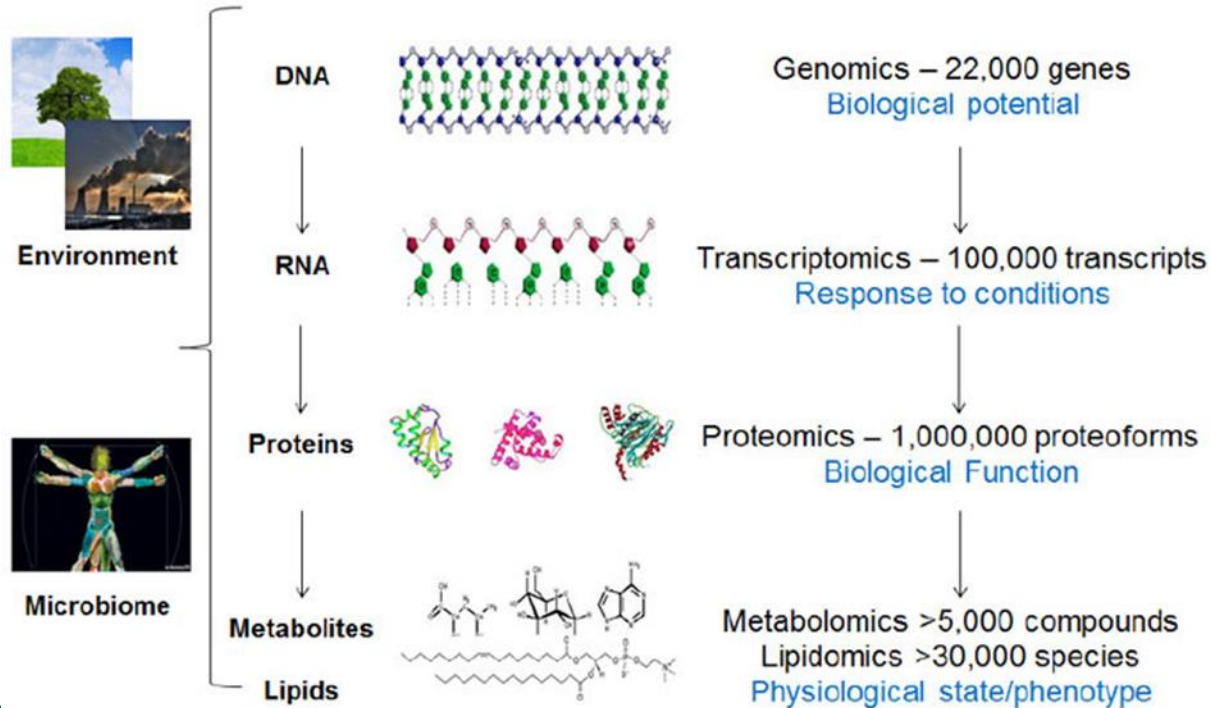 DNA
Genomics – 22,000 genes
Biological potential
Environment
RNA
Transcriptomics – 100,000 transcripts
Response to conditions
Proteins
Proteomics – 1,000,000 proteoforms
Biological Function
Microbiome
Metabolites
Metabolomics >5,000 compounds
Lipidomics >30,000 species
Lipids
Physiological state/phenotype